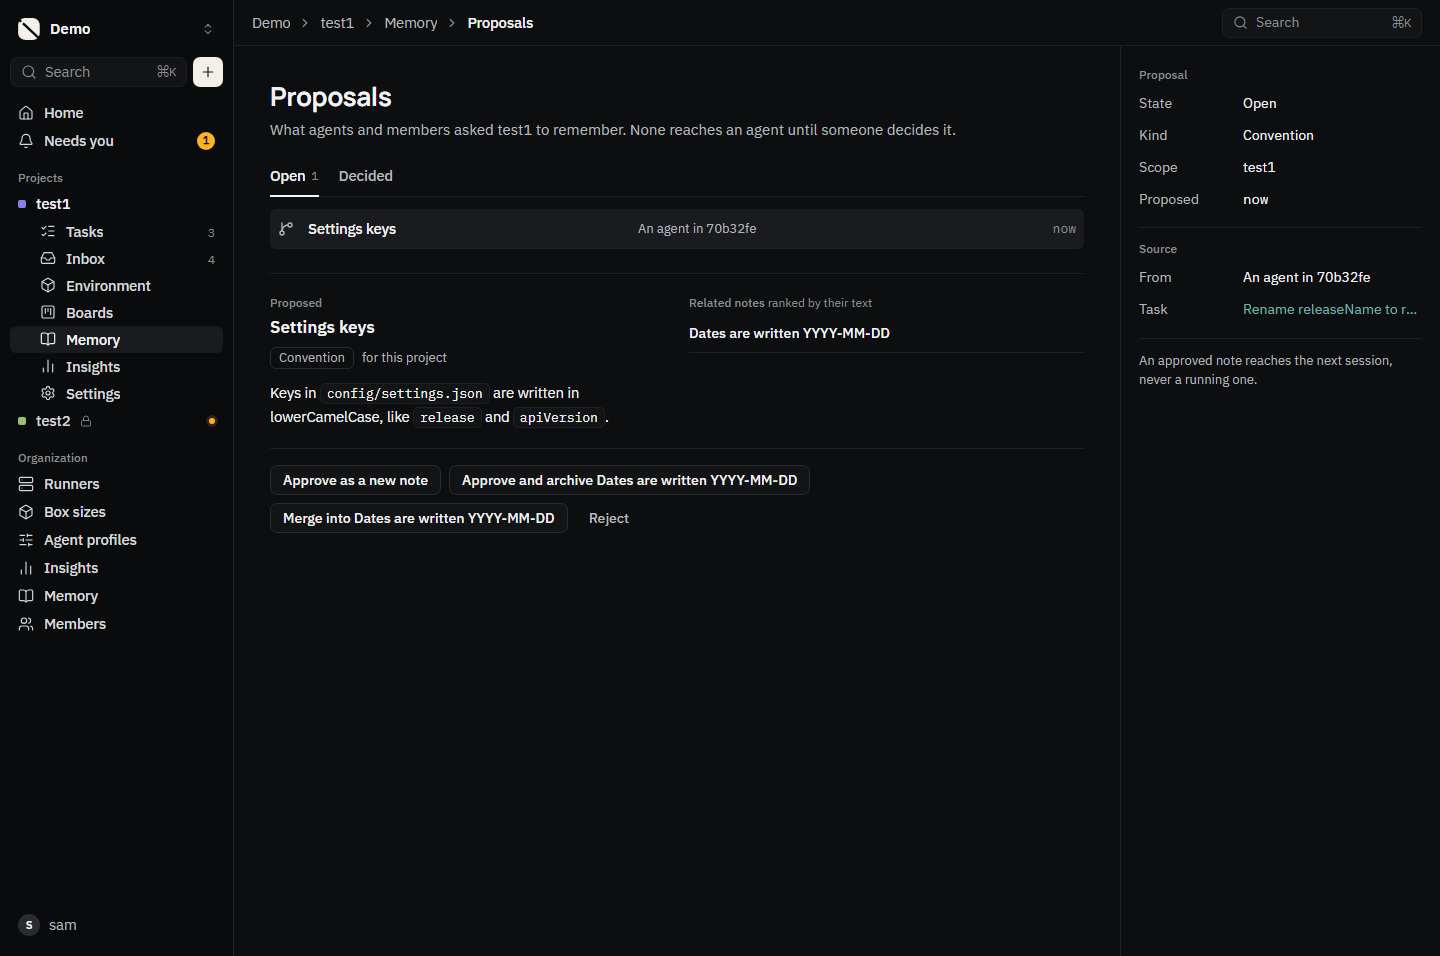 Demo
Search ⌘K
Home
Needs you 1
Projects
test1
Tasks 3
Inbox 4
Environment
Boards
Memory
Insights
Settings
test2
Organization
Runners
Box sizes
Agent profiles
Insights
Memory
Members
S sam
Demo > test1 > Memory > Proposals
Search ⌘K
Proposals
What agents and members asked test1 to remember. None reaches an agent until someone decides it.
Open 1 Decided
Settings keys An agent in 70b32fe now
Proposed
Settings keys
Convention for this project
Keys in config/settings.json are written in
lowerCamelCase, like release and apiVersion.
Related notes ranked by their text
Dates are written YYYY-MM-DD
Approve as a new note Approve and archive Dates are written YYYY-MM-DD
Merge into Dates are written YYYY-MM-DD Reject
Proposal
State Open
Kind Convention
Scope test1
Proposed now
Source
From An agent in 70b32fe
Task Rename releaseName to r...
An approved note reaches the next session,
never a running one.